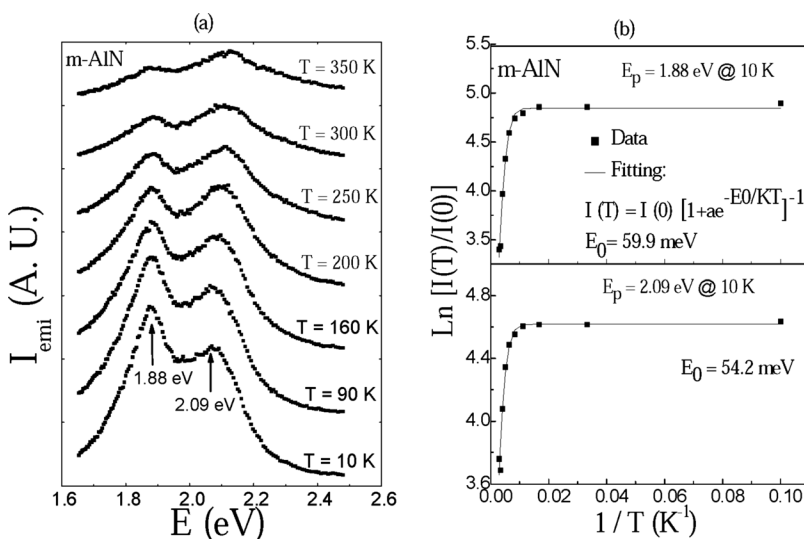 (a)
m-AlN
T = 350 K
T = 300 K
T = 250 K
T = 200 K
T = 160 K
T = 90 K
T = 10 K
1.88 eV
2.09 eV
I_emi (A. U.)
1.6 1.8 2.0 2.2 2.4 2.6
E (eV)
(b)
m-AlN
E_p = 1.88 eV @ 10 K
Data
Fitting:
I (T) = I (0) [1+ae^-E0/KT]^-1
E_0 = 59.9 meV
5.0
4.5
4.0
3.5
E_p = 2.09 eV @ 10 K
E_0 = 54.2 meV
4.8
4.4
4.0
3.6
Ln [I(T)/I(0)]
0.00 0.02 0.04 0.06 0.08 0.10
1 / T (K^-1)